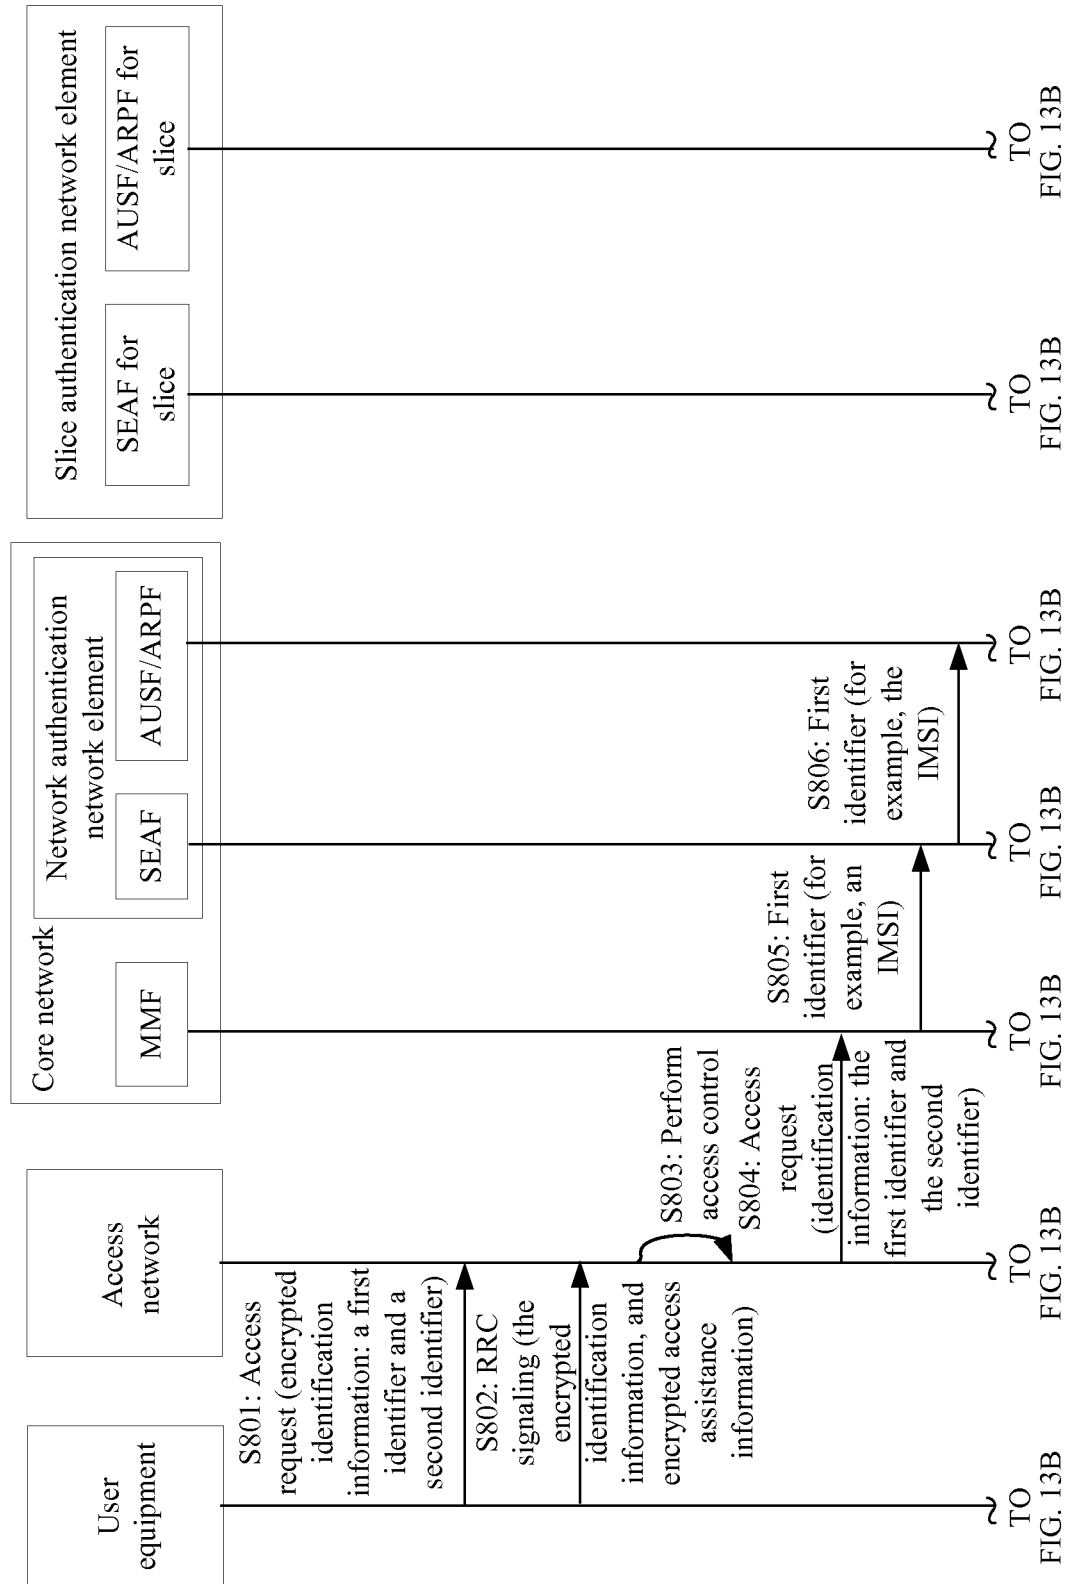 User
equipment
Access
network
Core network
MMF
Network authentication
network element
SEAF
AUSF/ARPF
Slice authentication network element
SEAF for
slice
AUSF/ARPF for
slice
S801: Access
request (encrypted
identification
information: a first
identifier and a
second identifier)
S802: RRC
signaling (the
encrypted
identification
information, and
encrypted access
assistance
information)
S803: Perform
access control
S804: Access
request
(identification
information: the
first identifier and
the second
identifier)
S805: First
identifier (for
example, an
IMSI)
S806: First
identifier (for
example, the
IMSI)
TO
FIG. 13B
TO
FIG. 13B
TO
FIG. 13B
TO
FIG. 13B
TO
FIG. 13B
TO
FIG. 13B
TO
FIG. 13B